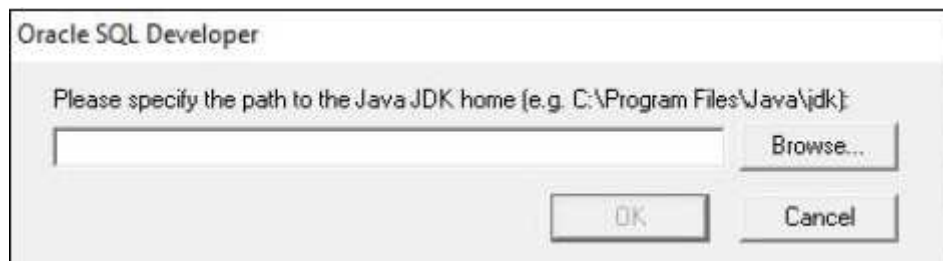 Oracle SQL Developer
Please specify the path to the Java JDK home (e.g. C:\Program Files\Java\jdk):
Browse...
OK
Cancel